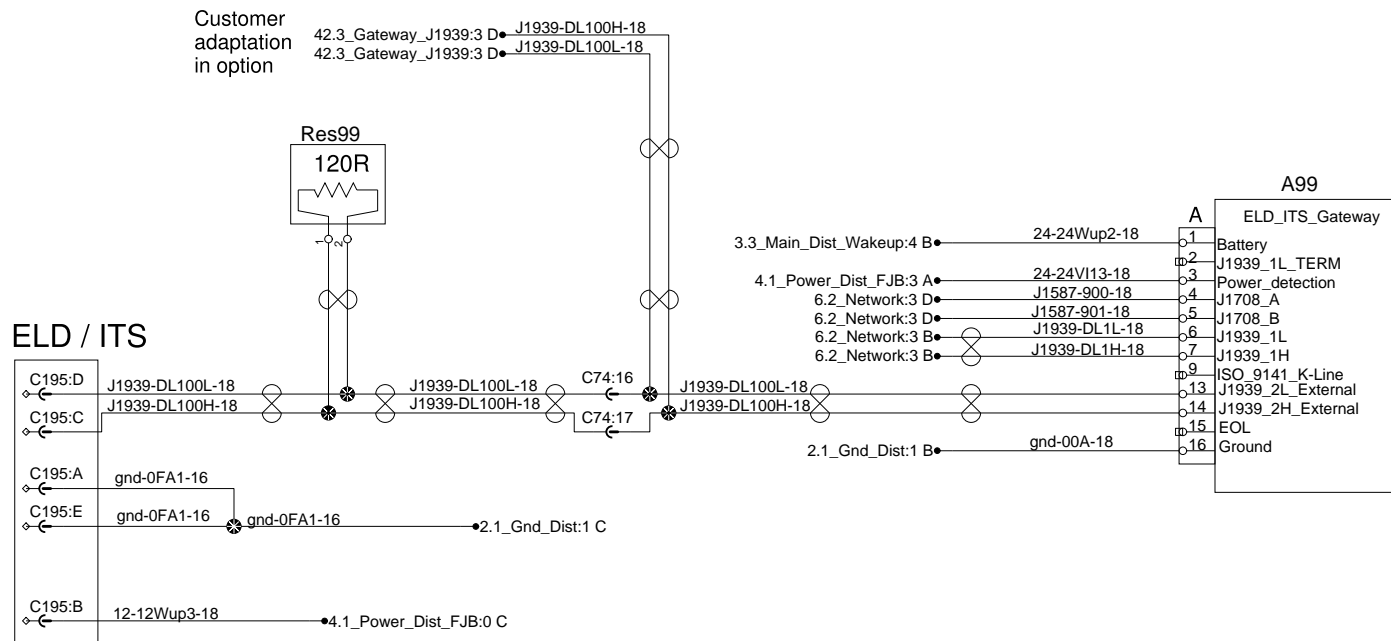 Customer
adaptation
in option
42.3_Gateway_J1939:3 D
J1939-DL100H-18
42.3_Gateway_J1939:3 D
J1939-DL100L-18
Res99
120R
1
2
A99
A
ELD_ITS_Gateway
3.3_Main_Dist_Wakeup:4 B
24-24Wup2-18
1
Battery
2
J1939_1L_TERM
4.1_Power_Dist_FJB:3 A
24-24VI13-18
3
Power_detection
6.2_Network:3 D
J1587-900-18
4
J1708_A
6.2_Network:3 D
J1587-901-18
5
J1708_B
6.2_Network:3 B
J1939-DL1L-18
6
J1939_1L
6.2_Network:3 B
J1939-DL1H-18
7
J1939_1H
9
ISO_9141_K-Line
ELD / ITS
C195:D
J1939-DL100L-18
J1939-DL100L-18
C74:16
J1939-DL100L-18
13
J1939_2L_External
C195:C
J1939-DL100H-18
J1939-DL100H-18
C74:17
J1939-DL100H-18
14
J1939_2H_External
15
EOL
2.1_Gnd_Dist:1 B
gnd-00A-18
16
Ground
C195:A
gnd-0FA1-16
C195:E
gnd-0FA1-16
gnd-0FA1-16
2.1_Gnd_Dist:1 C
C195:B
12-12Wup3-18
4.1_Power_Dist_FJB:0 C